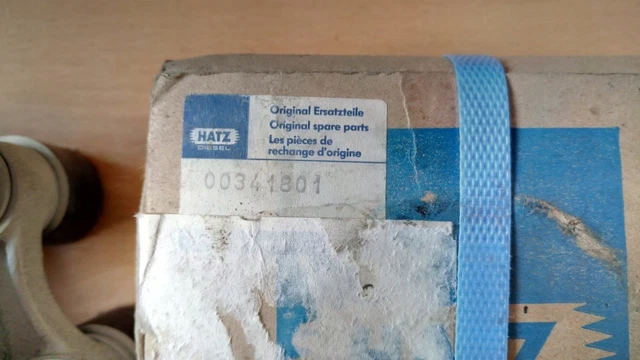 HATZ
DIESEL
Original Ersatzteile
Original spare parts
Les pièces de
rechange d'origine
00341801